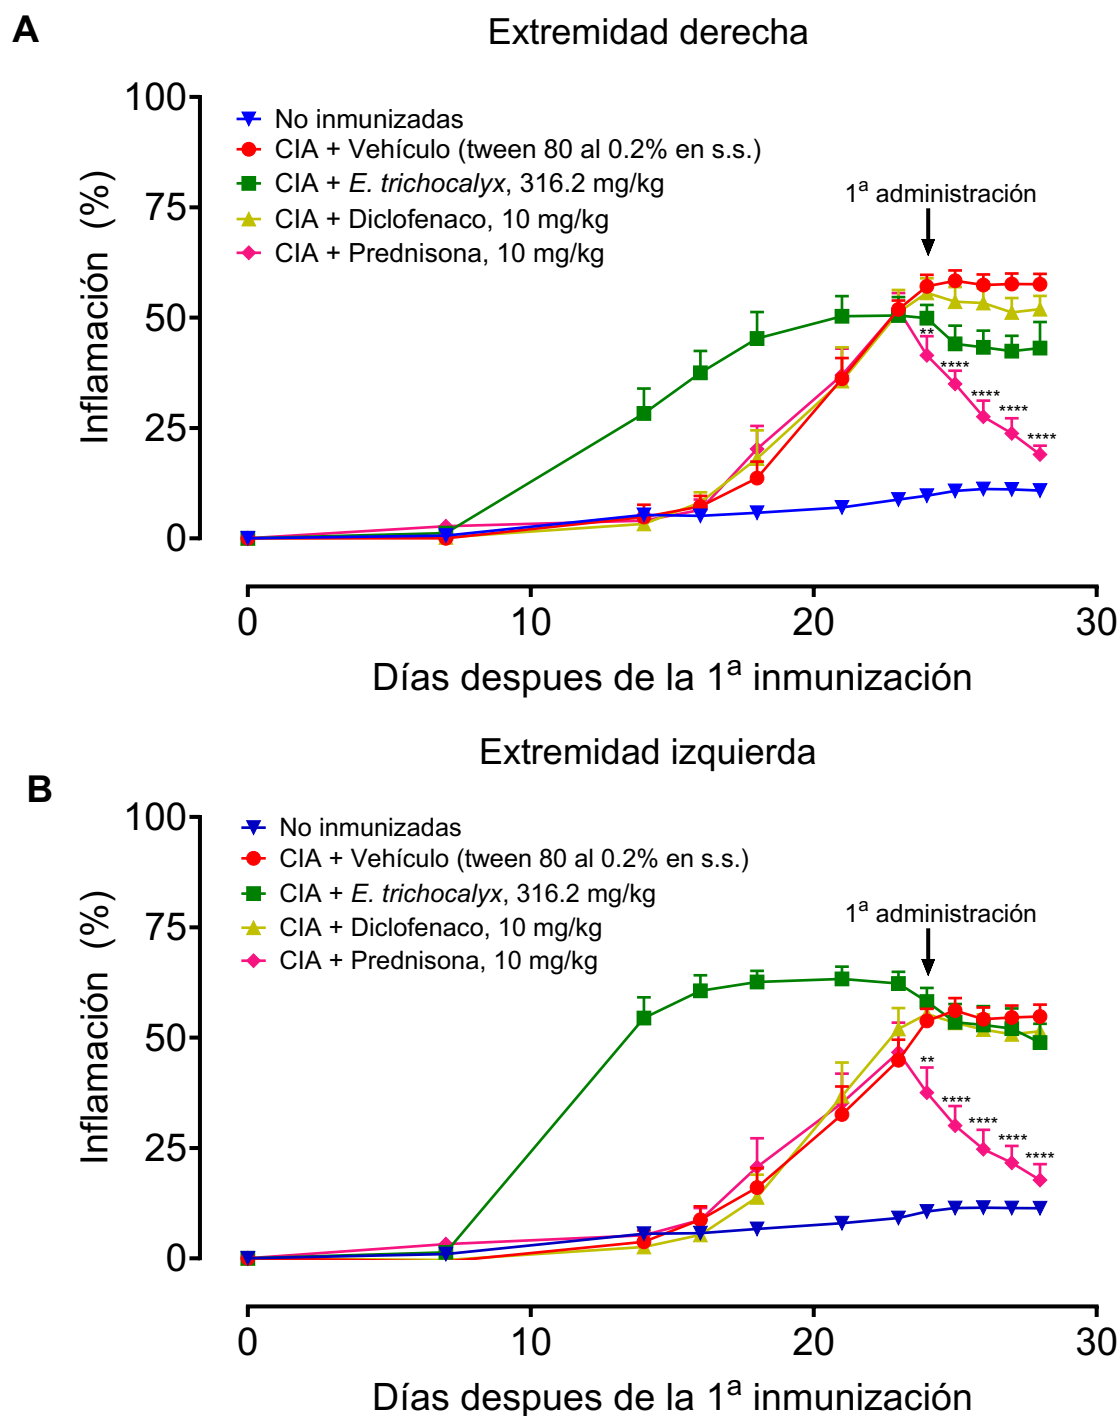 A
Extremidad derecha
100
75
50
25
0
Inflamación (%)
No inmunizadas
CIA + Vehículo (tween 80 al 0.2% en s.s.)
CIA + E. trichocalyx, 316.2 mg/kg
CIA + Diclofenaco, 10 mg/kg
CIA + Prednisona, 10 mg/kg
1ª administración
**
****
****
****
****
0 10 20 30
Días despues de la 1ª inmunización
Extremidad izquierda
B
100
75
50
25
0
Inflamación (%)
No inmunizadas
CIA + Vehículo (tween 80 al 0.2% en s.s.)
CIA + E. trichocalyx, 316.2 mg/kg
CIA + Diclofenaco, 10 mg/kg
CIA + Prednisona, 10 mg/kg
1ª administración
**
****
****
****
****
0 10 20 30
Días despues de la 1ª inmunización